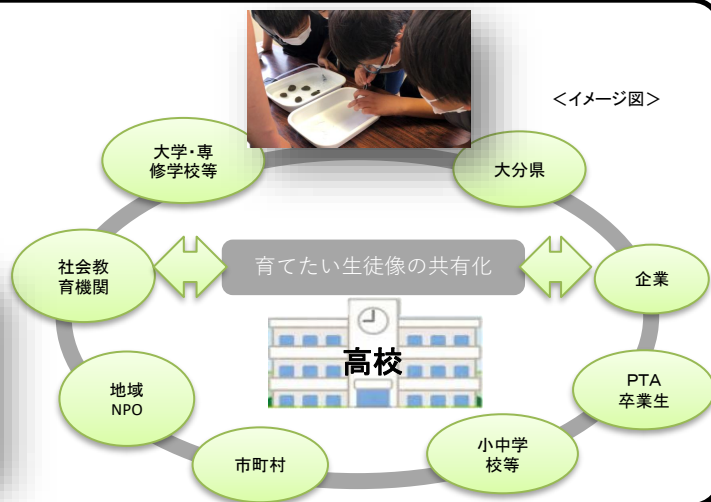 ＜イメージ図＞
大学・専
修学校等
大分県
社会教
育機関
育てたい生徒像の共有化
企業
高校
地域
NPO
PTA
卒業生
市町村
小中学
校等